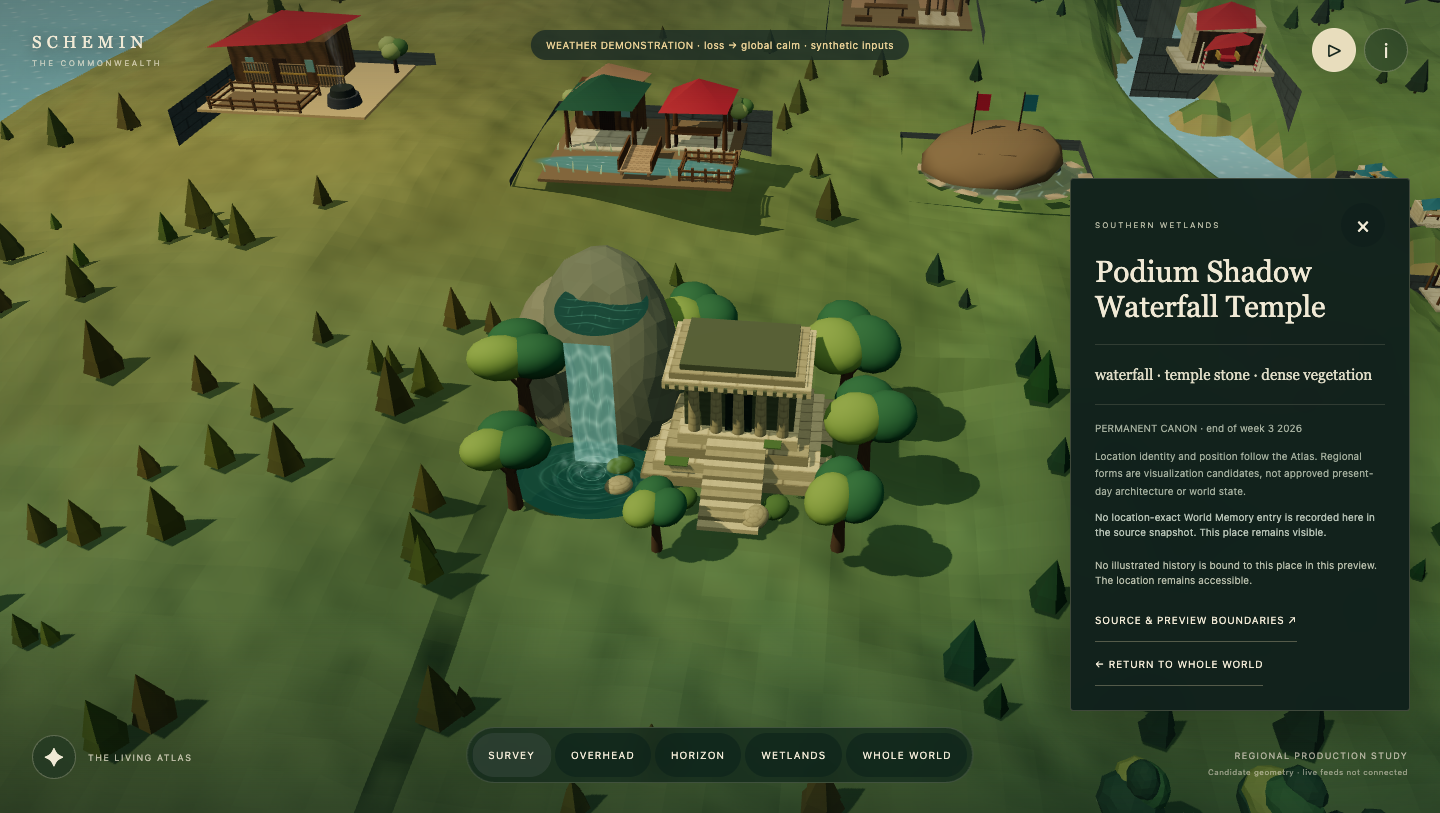 SCHEMIN
THE COMMONWEALTH
WEATHER DEMONSTRATION · loss → global calm · synthetic inputs
i
SOUTHERN WETLANDS
×
Podium Shadow
Waterfall Temple
waterfall · temple stone · dense vegetation
PERMANENT CANON · end of week 3 2026
Location identity and position follow the Atlas. Regional
forms are visualization candidates, not approved present-
day architecture or world state.
No location-exact World Memory entry is recorded here in
the source snapshot. This place remains visible.
No illustrated history is bound to this place in this preview.
The location remains accessible.
SOURCE & PREVIEW BOUNDARIES ↗
← RETURN TO WHOLE WORLD
THE LIVING ATLAS
SURVEY
OVERHEAD
HORIZON
WETLANDS
WHOLE WORLD
REGIONAL PRODUCTION STUDY
Candidate geometry · live feeds not connected